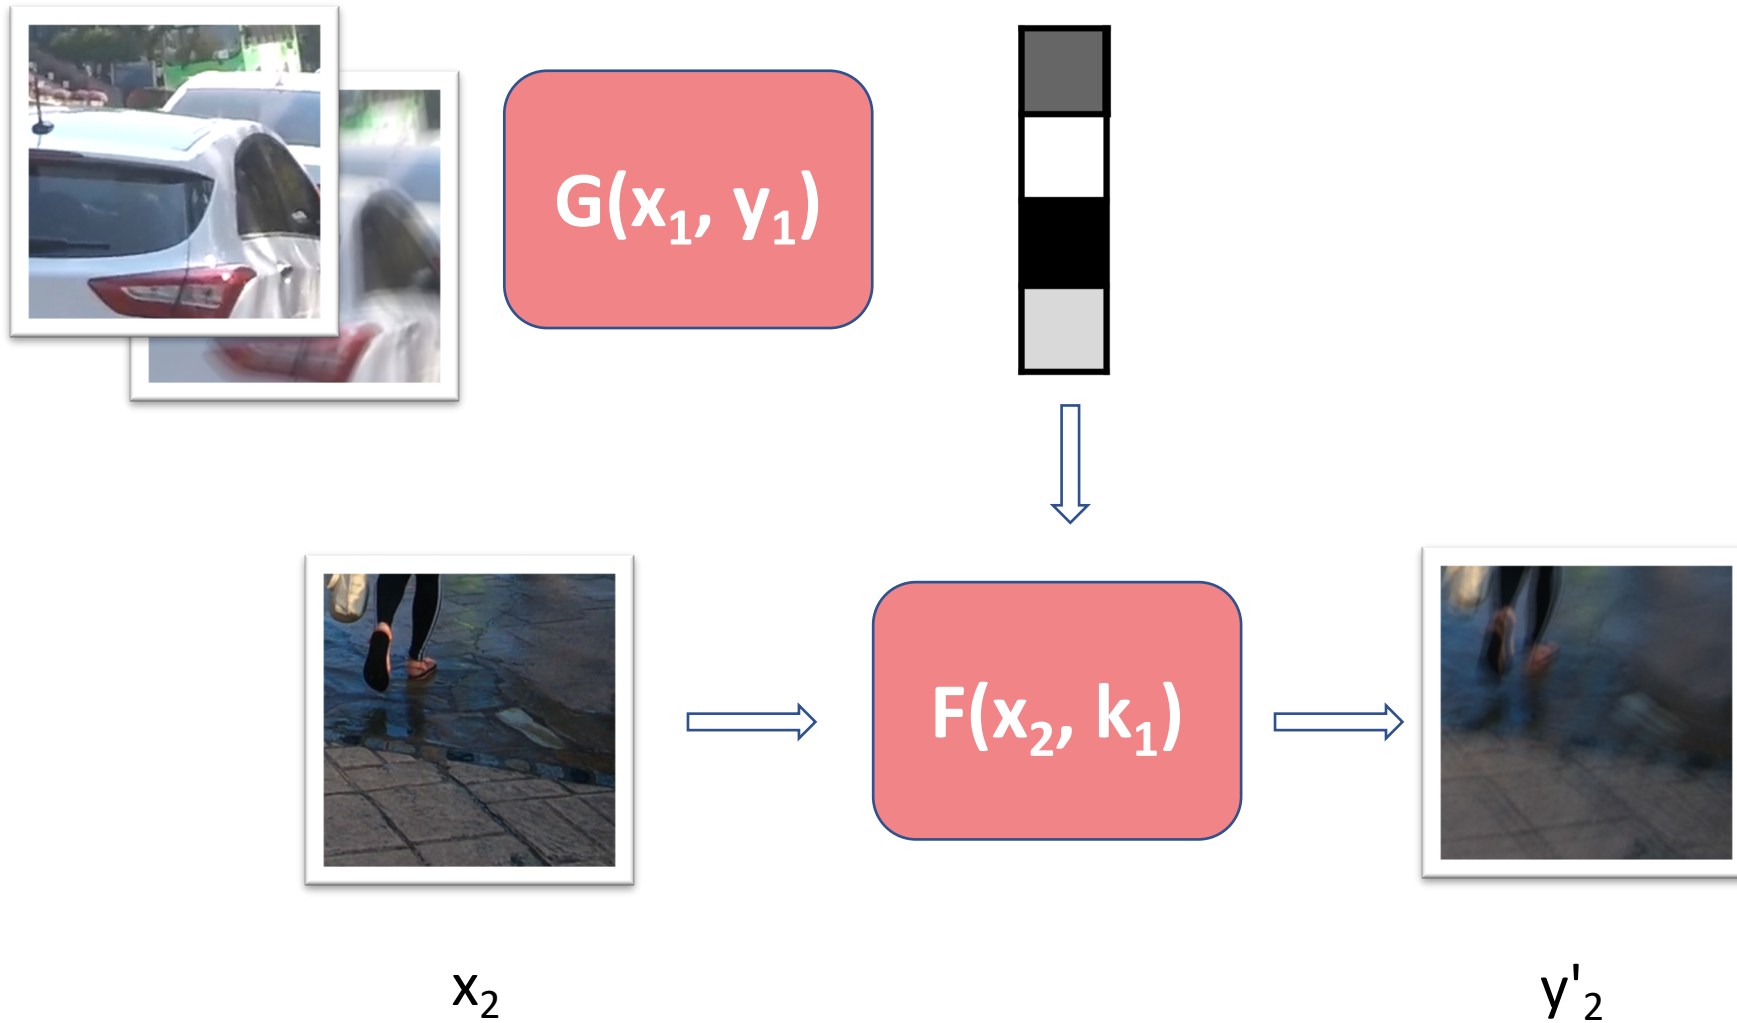 G(x₁, y₁)
F(x₂, k₁)
x₂
y'₂